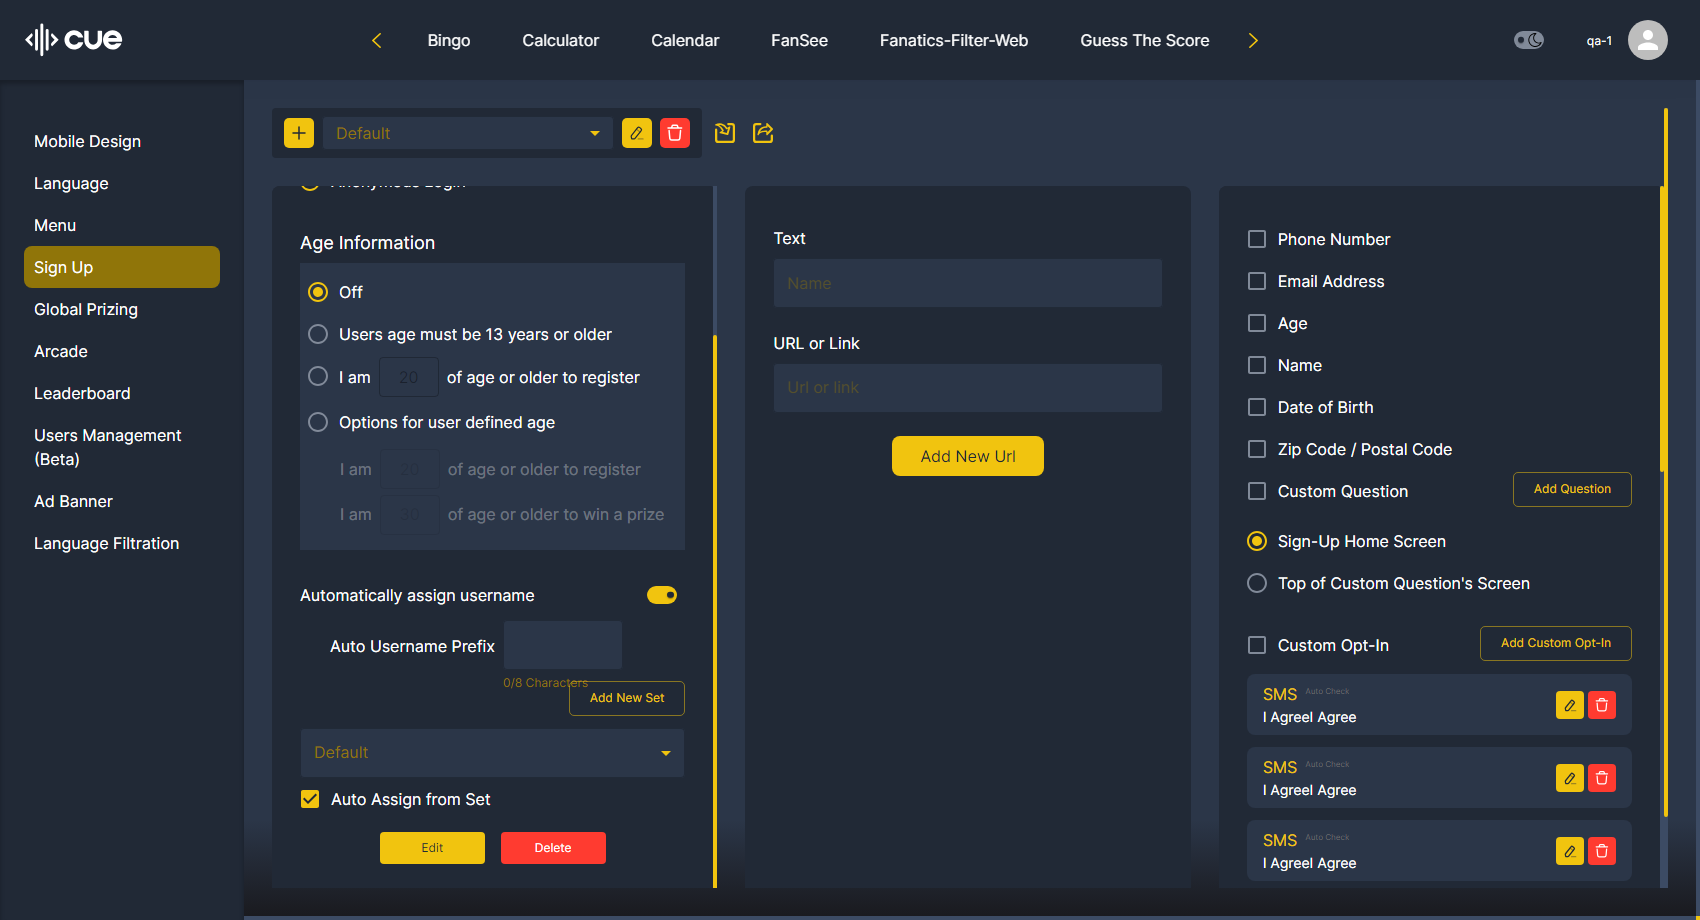 cue
Bingo
Calculator
Calendar
FanSee
Fanatics-Filter-Web
Guess The Score
qa-1
Mobile Design
Language
Menu
Sign Up
Global Prizing
Arcade
Leaderboard
Users Management
(Beta)
Ad Banner
Language Filtration
Default
Anonymous Login
Age Information
Off
Users age must be 13 years or older
I am 20 of age or older to register
Options for user defined age
I am 20 of age or older to register
I am 30 of age or older to win a prize
Automatically assign username
Auto Username Prefix
0/8 Characters
Add New Set
Default
Auto Assign from Set
Edit
Delete
Text
Name
URL or Link
Url or link
Add New Url
Phone Number
Email Address
Age
Name
Date of Birth
Zip Code / Postal Code
Custom Question
Add Question
Sign-Up Home Screen
Top of Custom Question's Screen
Custom Opt-In
Add Custom Opt-In
SMS Auto Check
I AgreeI Agree
SMS Auto Check
I AgreeI Agree
SMS Auto Check
I AgreeI Agree